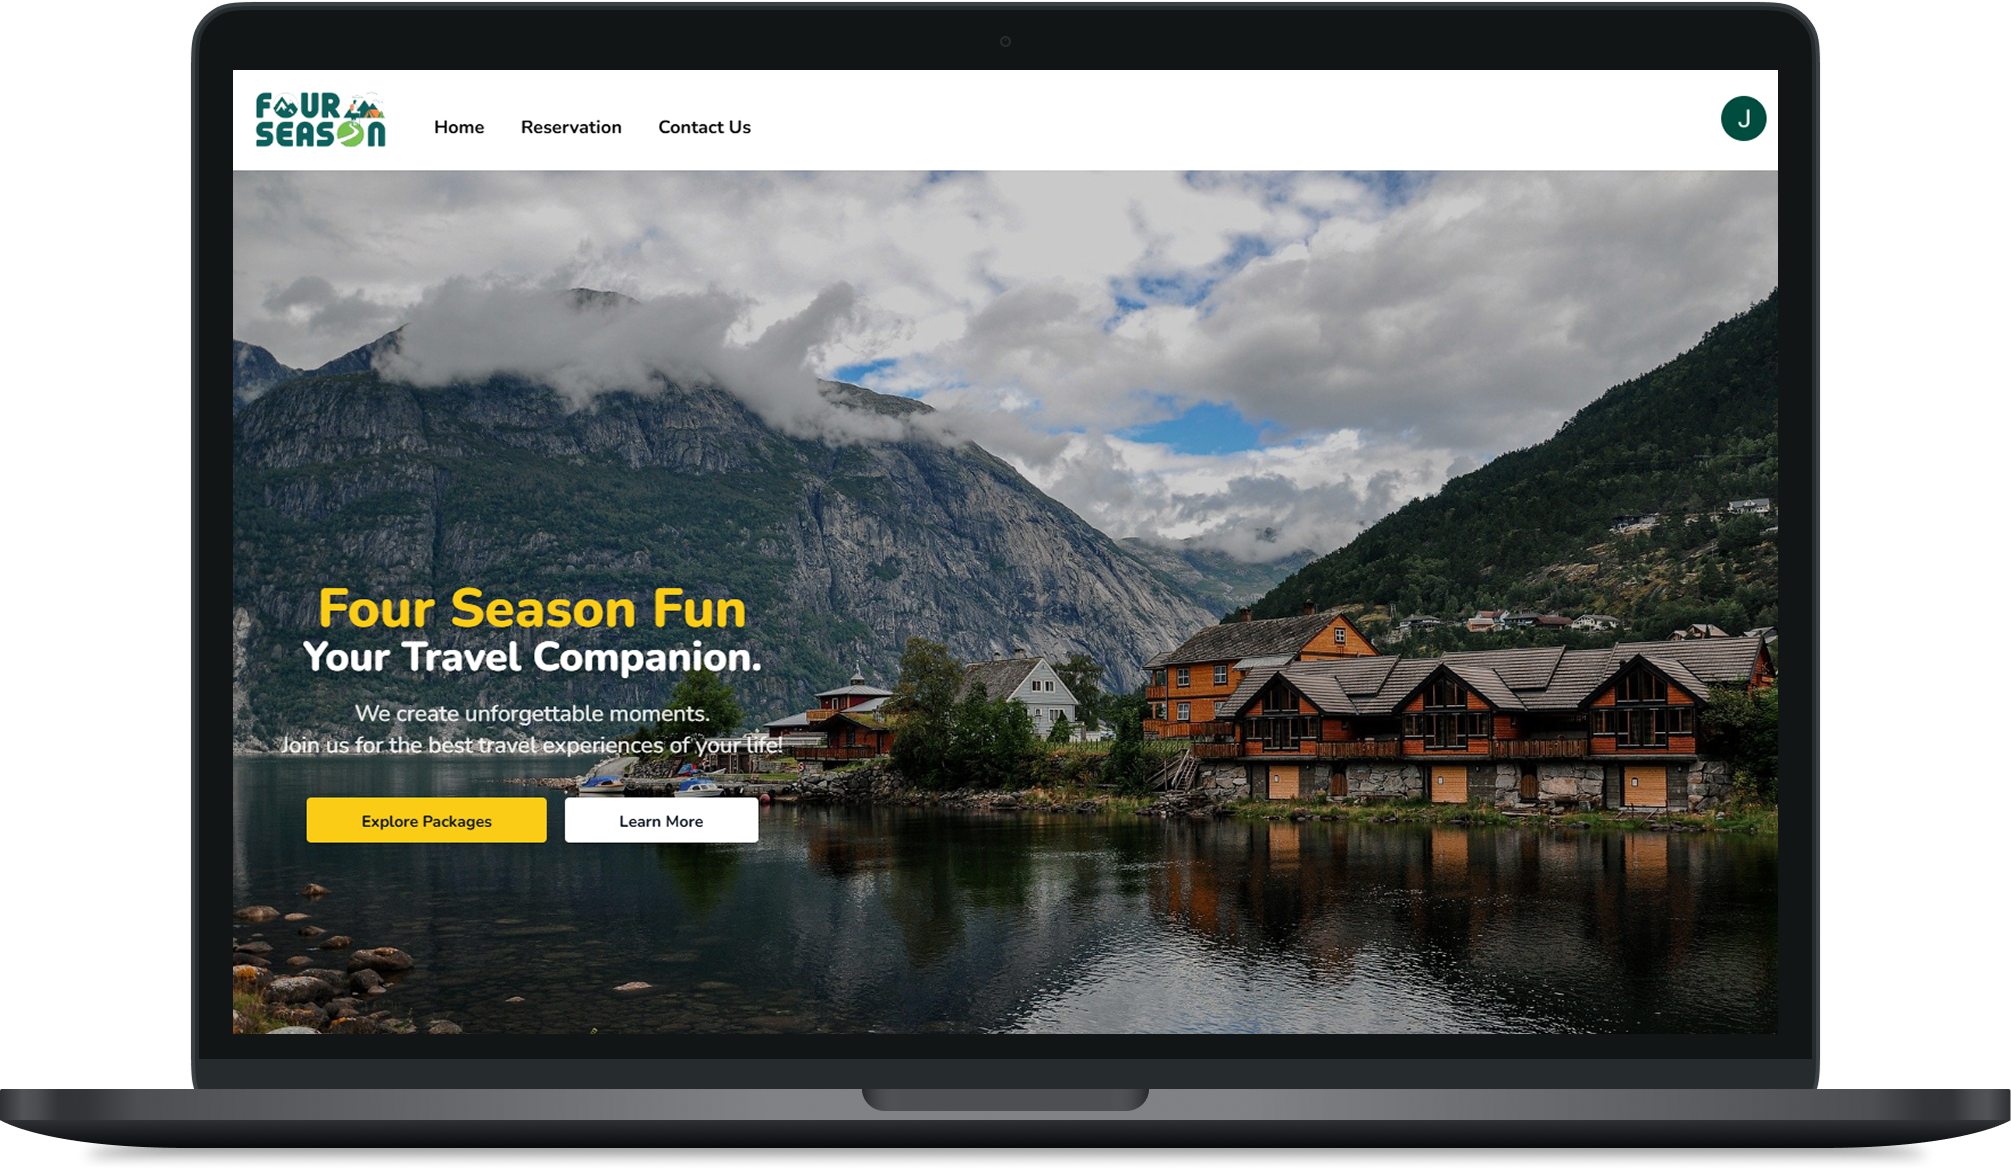 FOUR
SEASON
Home
Reservation
Contact Us
J
Four Season Fun
Your Travel Companion.
We create unforgettable moments.
Join us for the best travel experiences of your life!
Explore Packages
Learn More